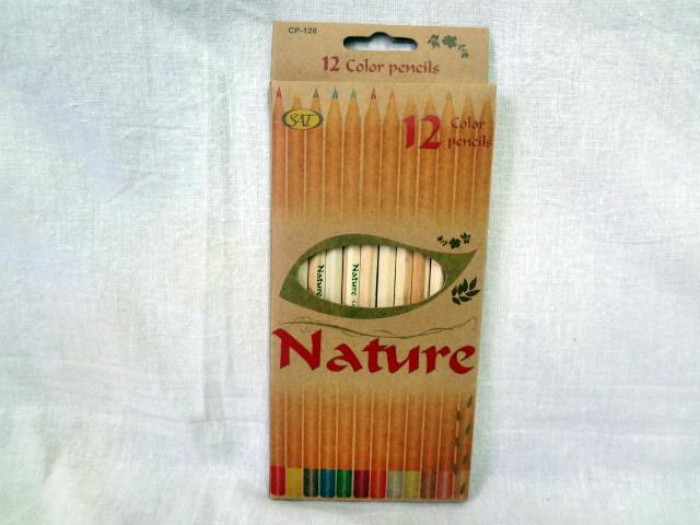 CP-128
12 Color pencils
SAT
12 Color
pencils
Nature
Nature
Nature